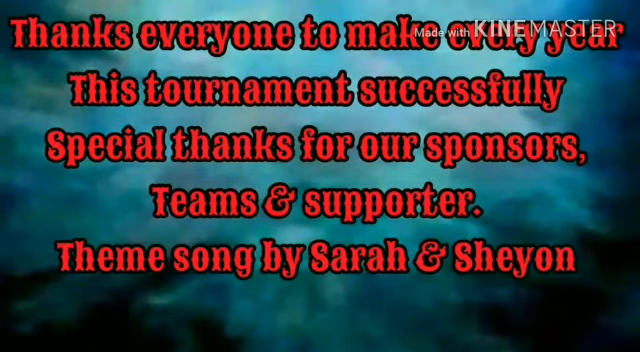 Made with KINEMASTER
Thanks everyone to make every year
This tournament successfully
Special thanks for our sponsors,
Teams & supporter.
Theme song by Sarah & Sheyon